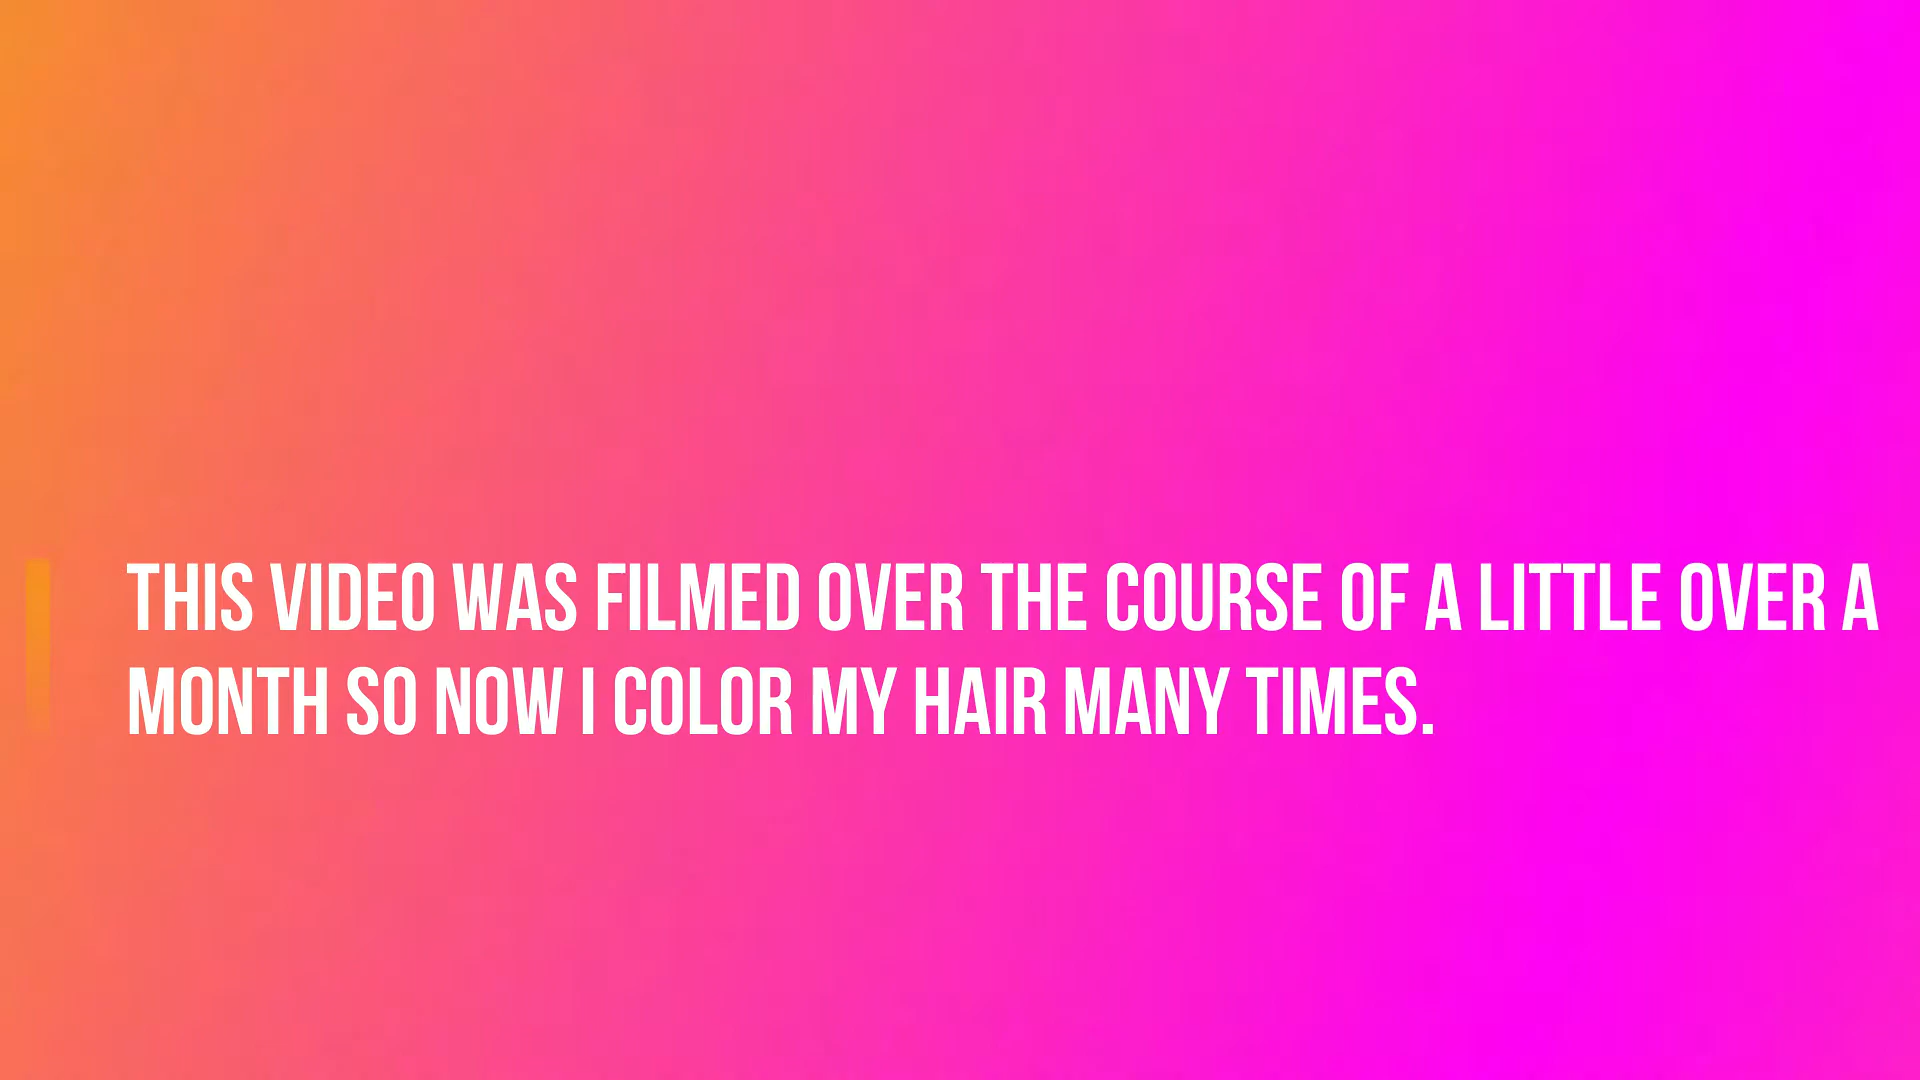 THIS VIDEO WAS FILMED OVER THE COURSE OF A LITTLE OVER A
MONTH SO NOW I COLOR MY HAIR MANY TIMES.